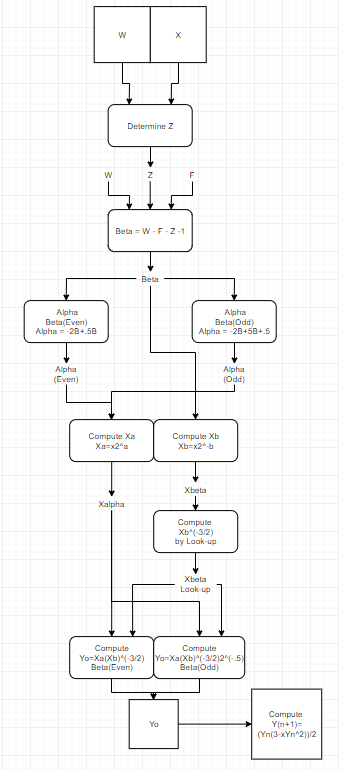 W X
Determine Z
W Z F
Beta = W - F - Z -1
Beta
Alpha
Beta(Even)
Alpha = -2B+.5B
Alpha
Beta(Odd)
Alpha = -2B+5B+.5
Alpha
(Even)
Alpha
(Odd)
Compute Xa
Xa=x2^a
Compute Xb
Xb=x2^-b
Xalpha
Xbeta
Compute
Xb^(-3/2)
by Look-up
Xbeta
Look-up
Compute
Yo=Xa(Xb)^(-3/2)
Beta(Even)
Compute
Yo=Xa(Xb)^(-3/2)2^(-.5)
Beta(Odd)
Yo
Compute
Y(n+1)=
(Yn(3-xYn^2))/2